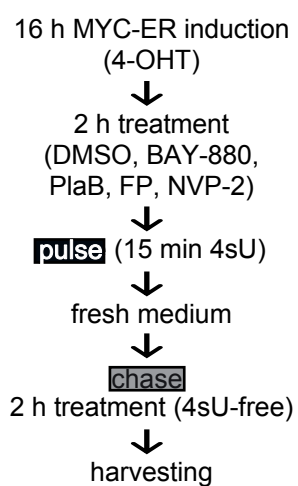 16 h MYC-ER induction
(4-OHT)
2 h treatment
(DMSO, BAY-880,
PlaB, FP, NVP-2)
pulse (15 min 4sU)
fresh medium
chase
2 h treatment (4sU-free)
harvesting